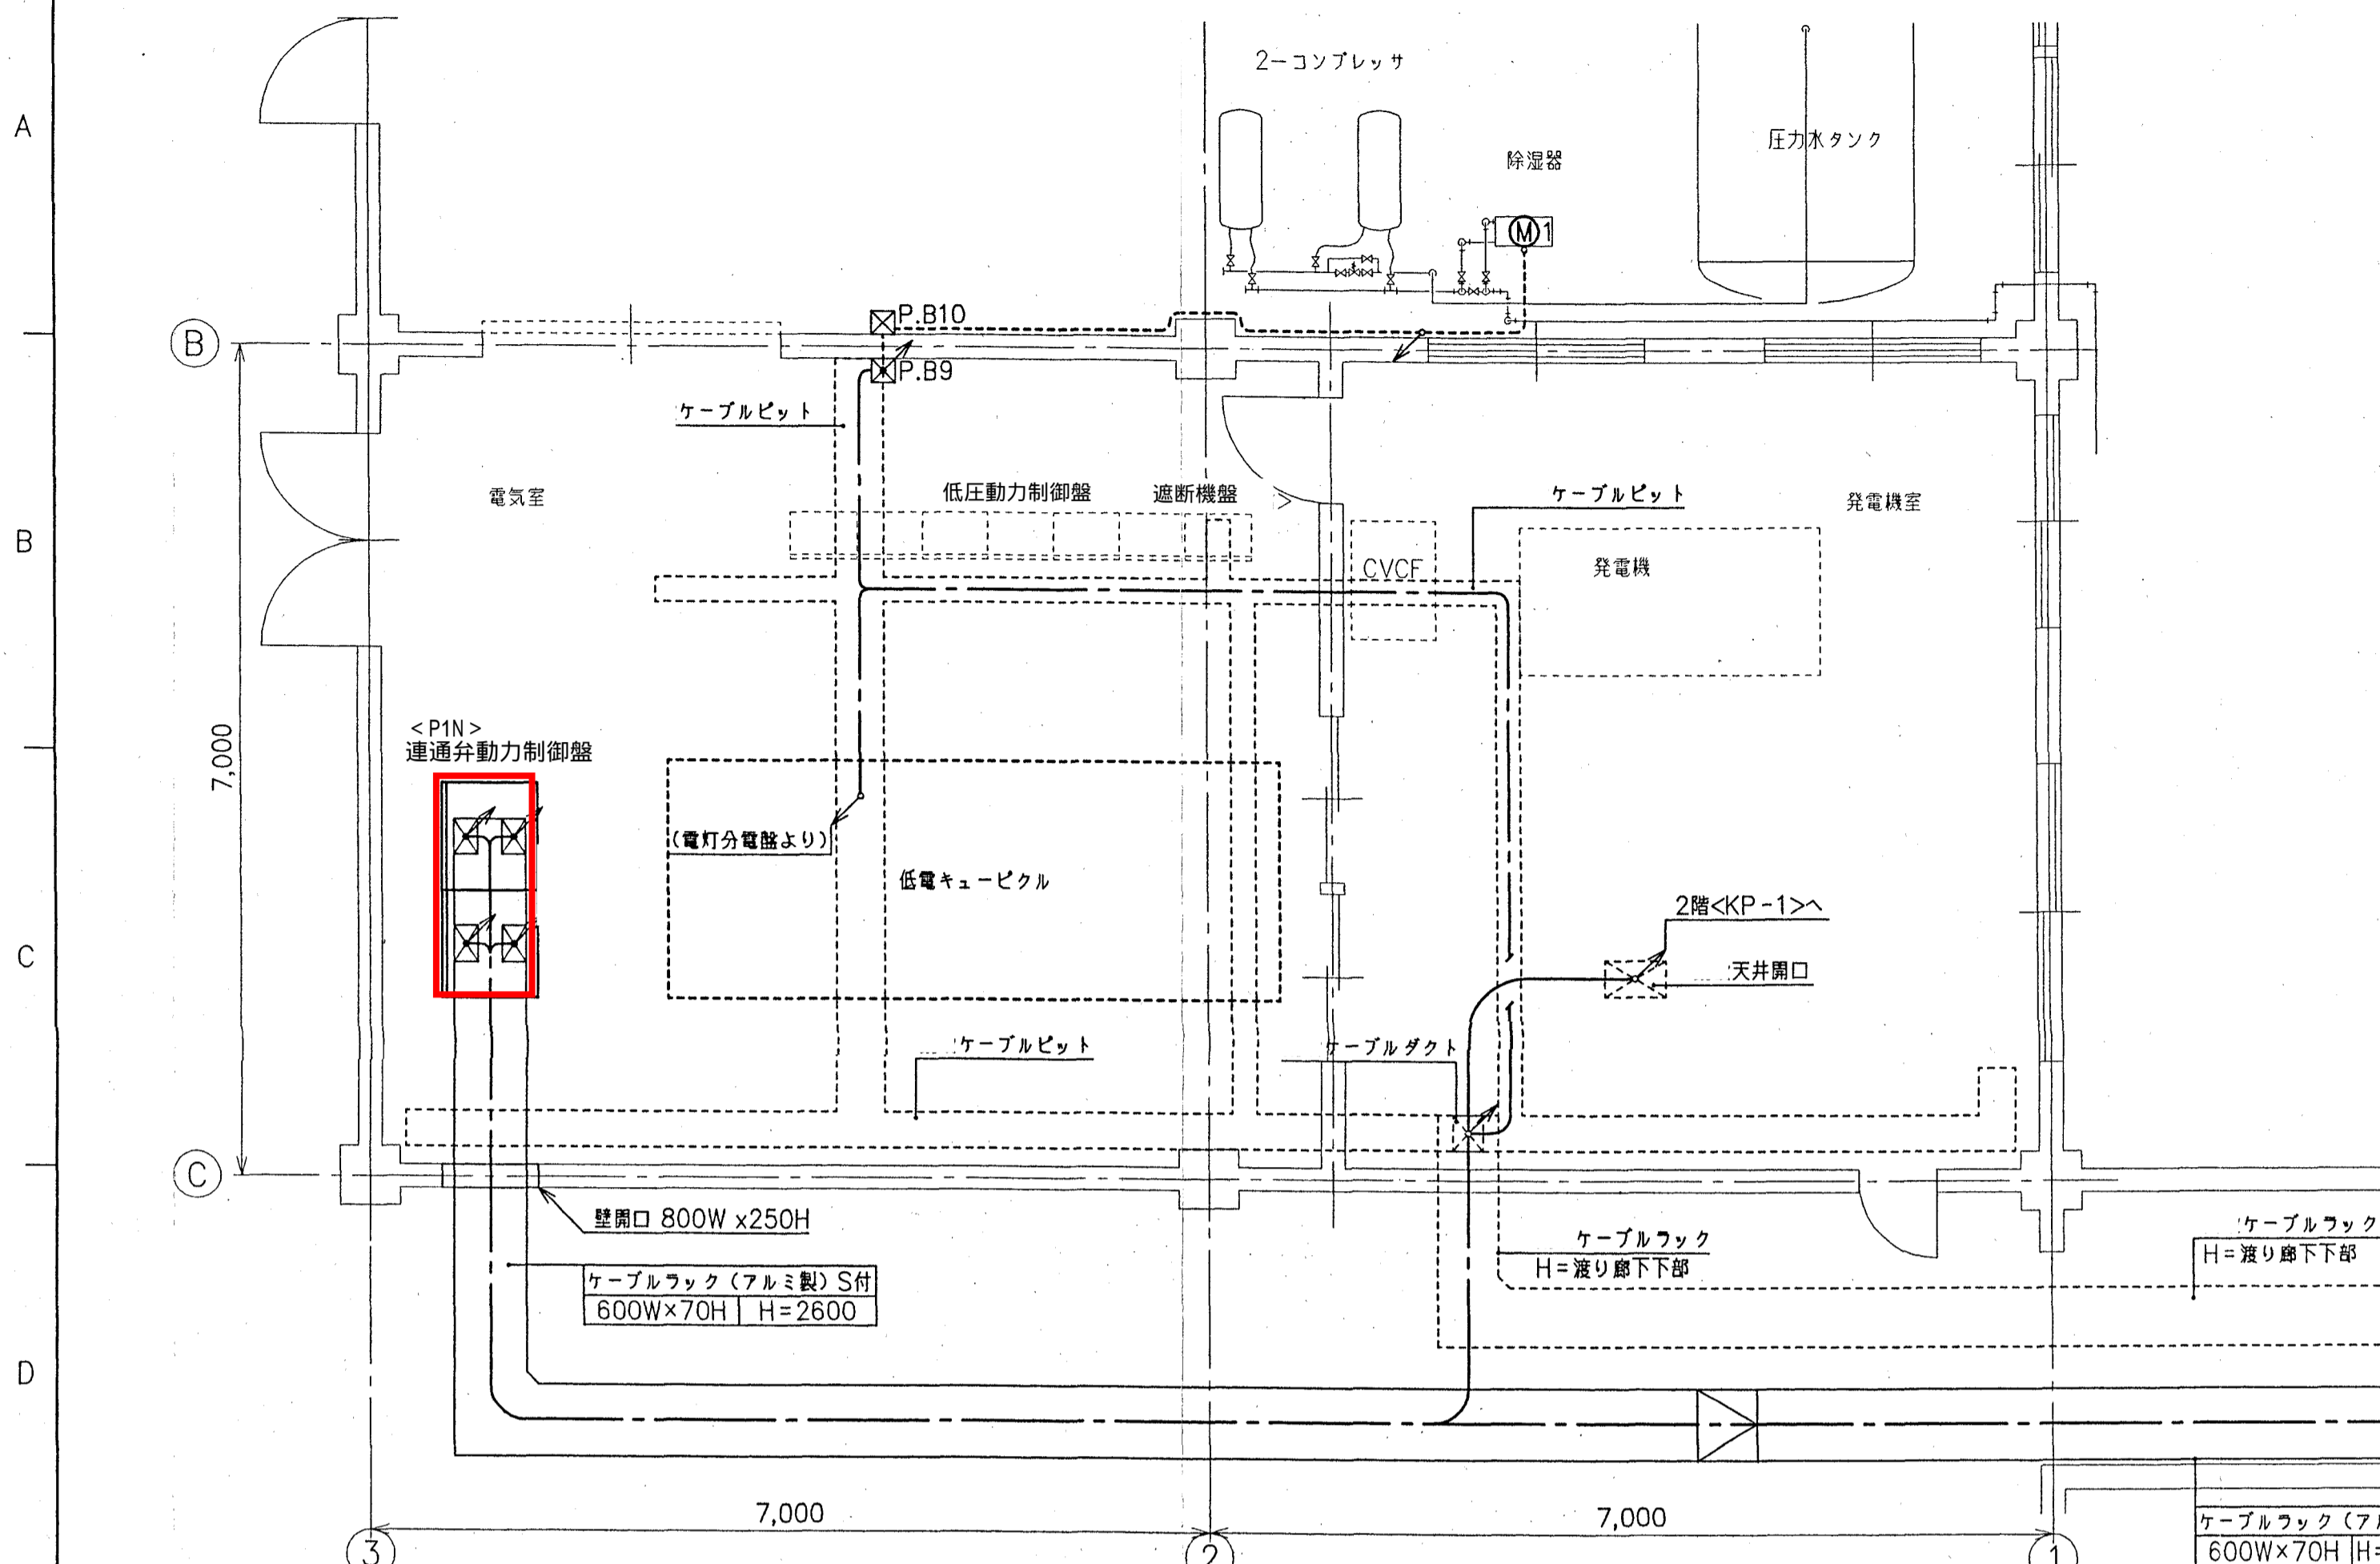 A
2-コンプレッサ
除湿器
圧力水タンク
M
1
P.B10
B
P.B9
ケーブルピット
電気室
低圧動力制御盤
遮断機盤
ケーブルピット
発電機室
B
CVCF
発電機
<P1N>
連通弁動力制御盤
7,000
(電灯分電盤より)
低電キュービクル
2階<KP-1>へ
C
天井開口
ケーブルピット
ケーブルダクト
C
壁開口 800W x250H
ケーブルラック
H=渡り廊下下部
ケーブルラック
H=渡り廊下下部
ケーブルラック (アルミ製) S付
600W×70H H=2600
D
7,000
7,000
3
2
1
ケーブルラック (アル
600W×70H H=